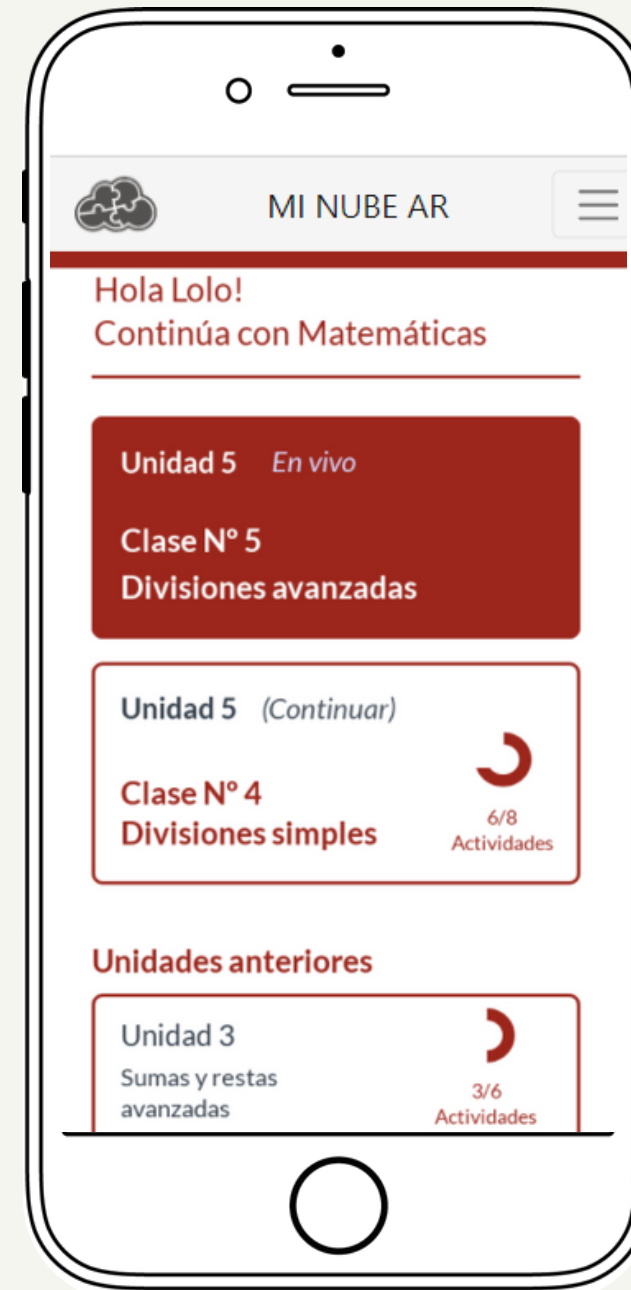 MI NUBE AR
Hola Lolo!
Continúa con Matemáticas
Unidad 5 En vivo
Clase Nº 5
Divisiones avanzadas
Unidad 5 (Continuar)
Clase Nº 4
Divisiones simples
6/8
Actividades
Unidades anteriores
Unidad 3
Sumas y restas
avanzadas
3/6
Actividades